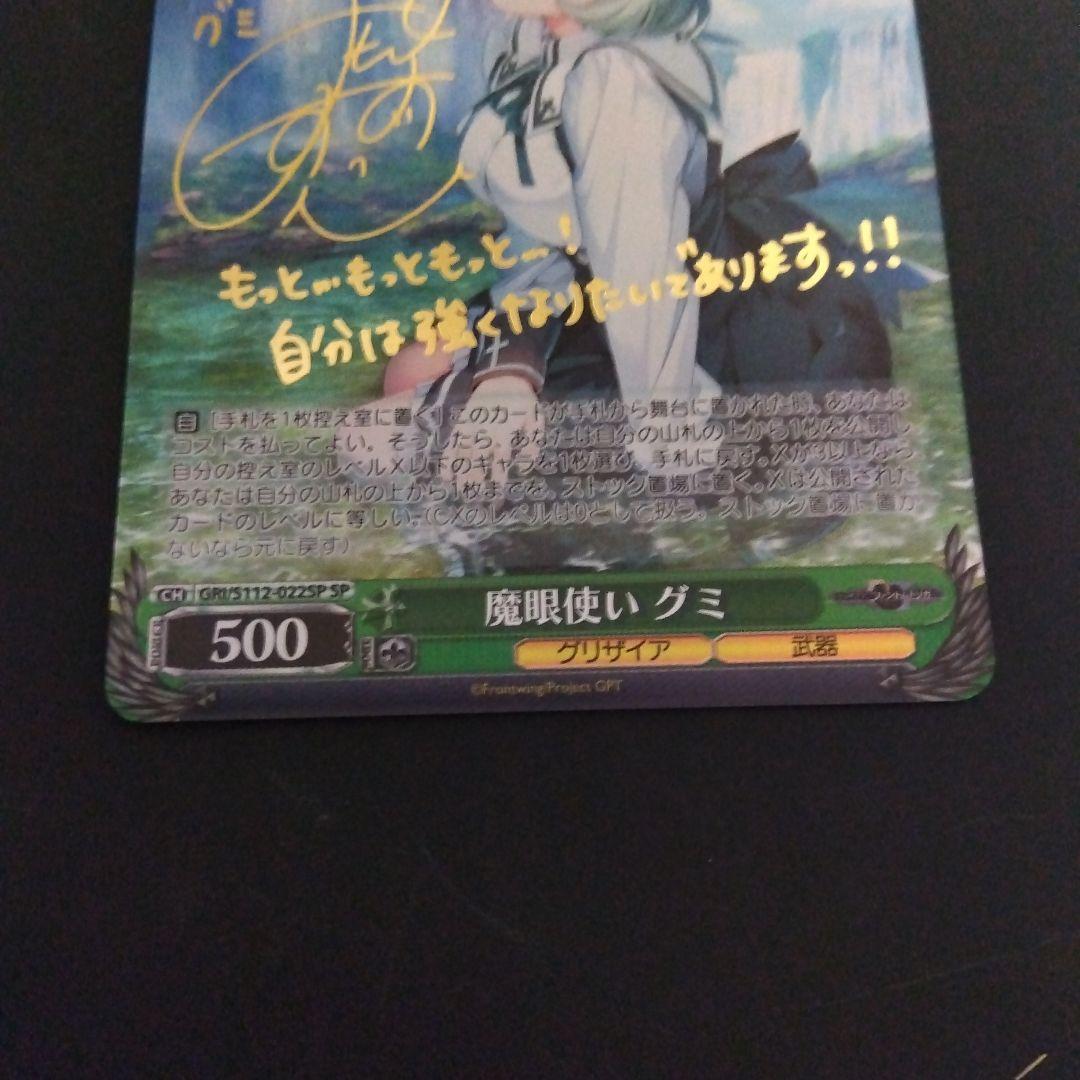 グミ
もっと…もっともっと…!
自分は強くなりたいでありますっ!!
自 [手札を1枚控え室に置く] このカードが手札から舞台に置かれた時、あなたは
コストを払ってよい。そうしたら、あなたは自分の山札の上から1枚を公開し、
自分の控え室のレベルX以下のキャラを1枚選び、手札に戻す。Xが3以上なら
あなたは自分の山札の上から1枚までを、ストック置場に置く。Xは公開された
カードのレベルに等しい。(CXのレベルは0として扱う。ストック置場に置か
ないなら元に戻す)
CH GRI/S112-022SP SP
魔眼使い グミ
POWER 500
グリザイア 武器
©Frontwing/Project GPT